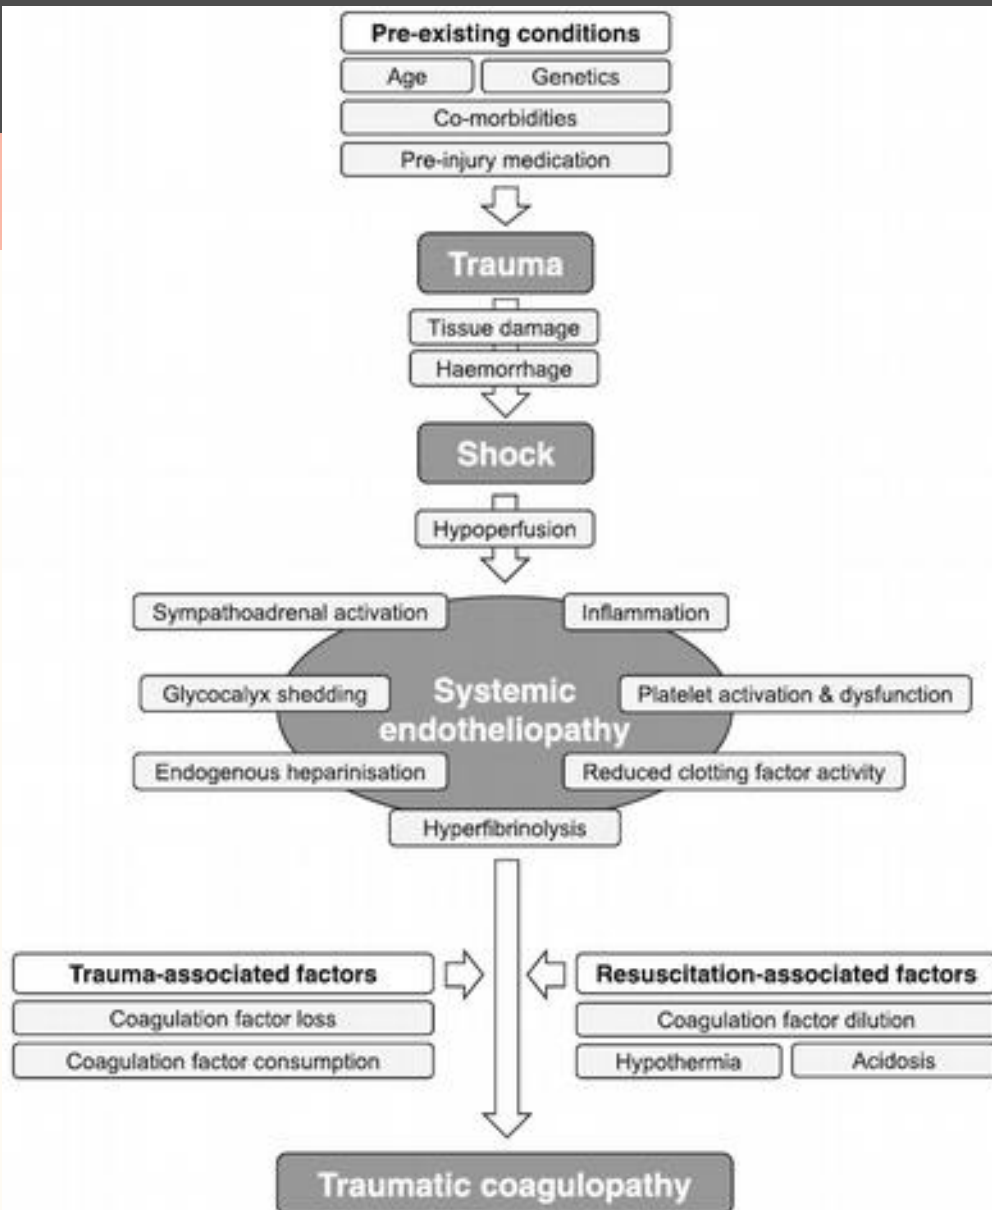 Pre-existing conditions
Age
Genetics
Co-morbidities
Pre-injury medication
Trauma
Tissue damage
Haemorrhage
Shock
Hypoperfusion
Sympathoadrenal activation
Inflammation
Glycocalyx shedding
Systemic
endotheliopathy
Platelet activation & dysfunction
Endogenous heparinisation
Reduced clotting factor activity
Hyperfibrinolysis
Trauma-associated factors
Coagulation factor loss
Coagulation factor consumption
Resuscitation-associated factors
Coagulation factor dilution
Hypothermia
Acidosis
Traumatic coagulopathy